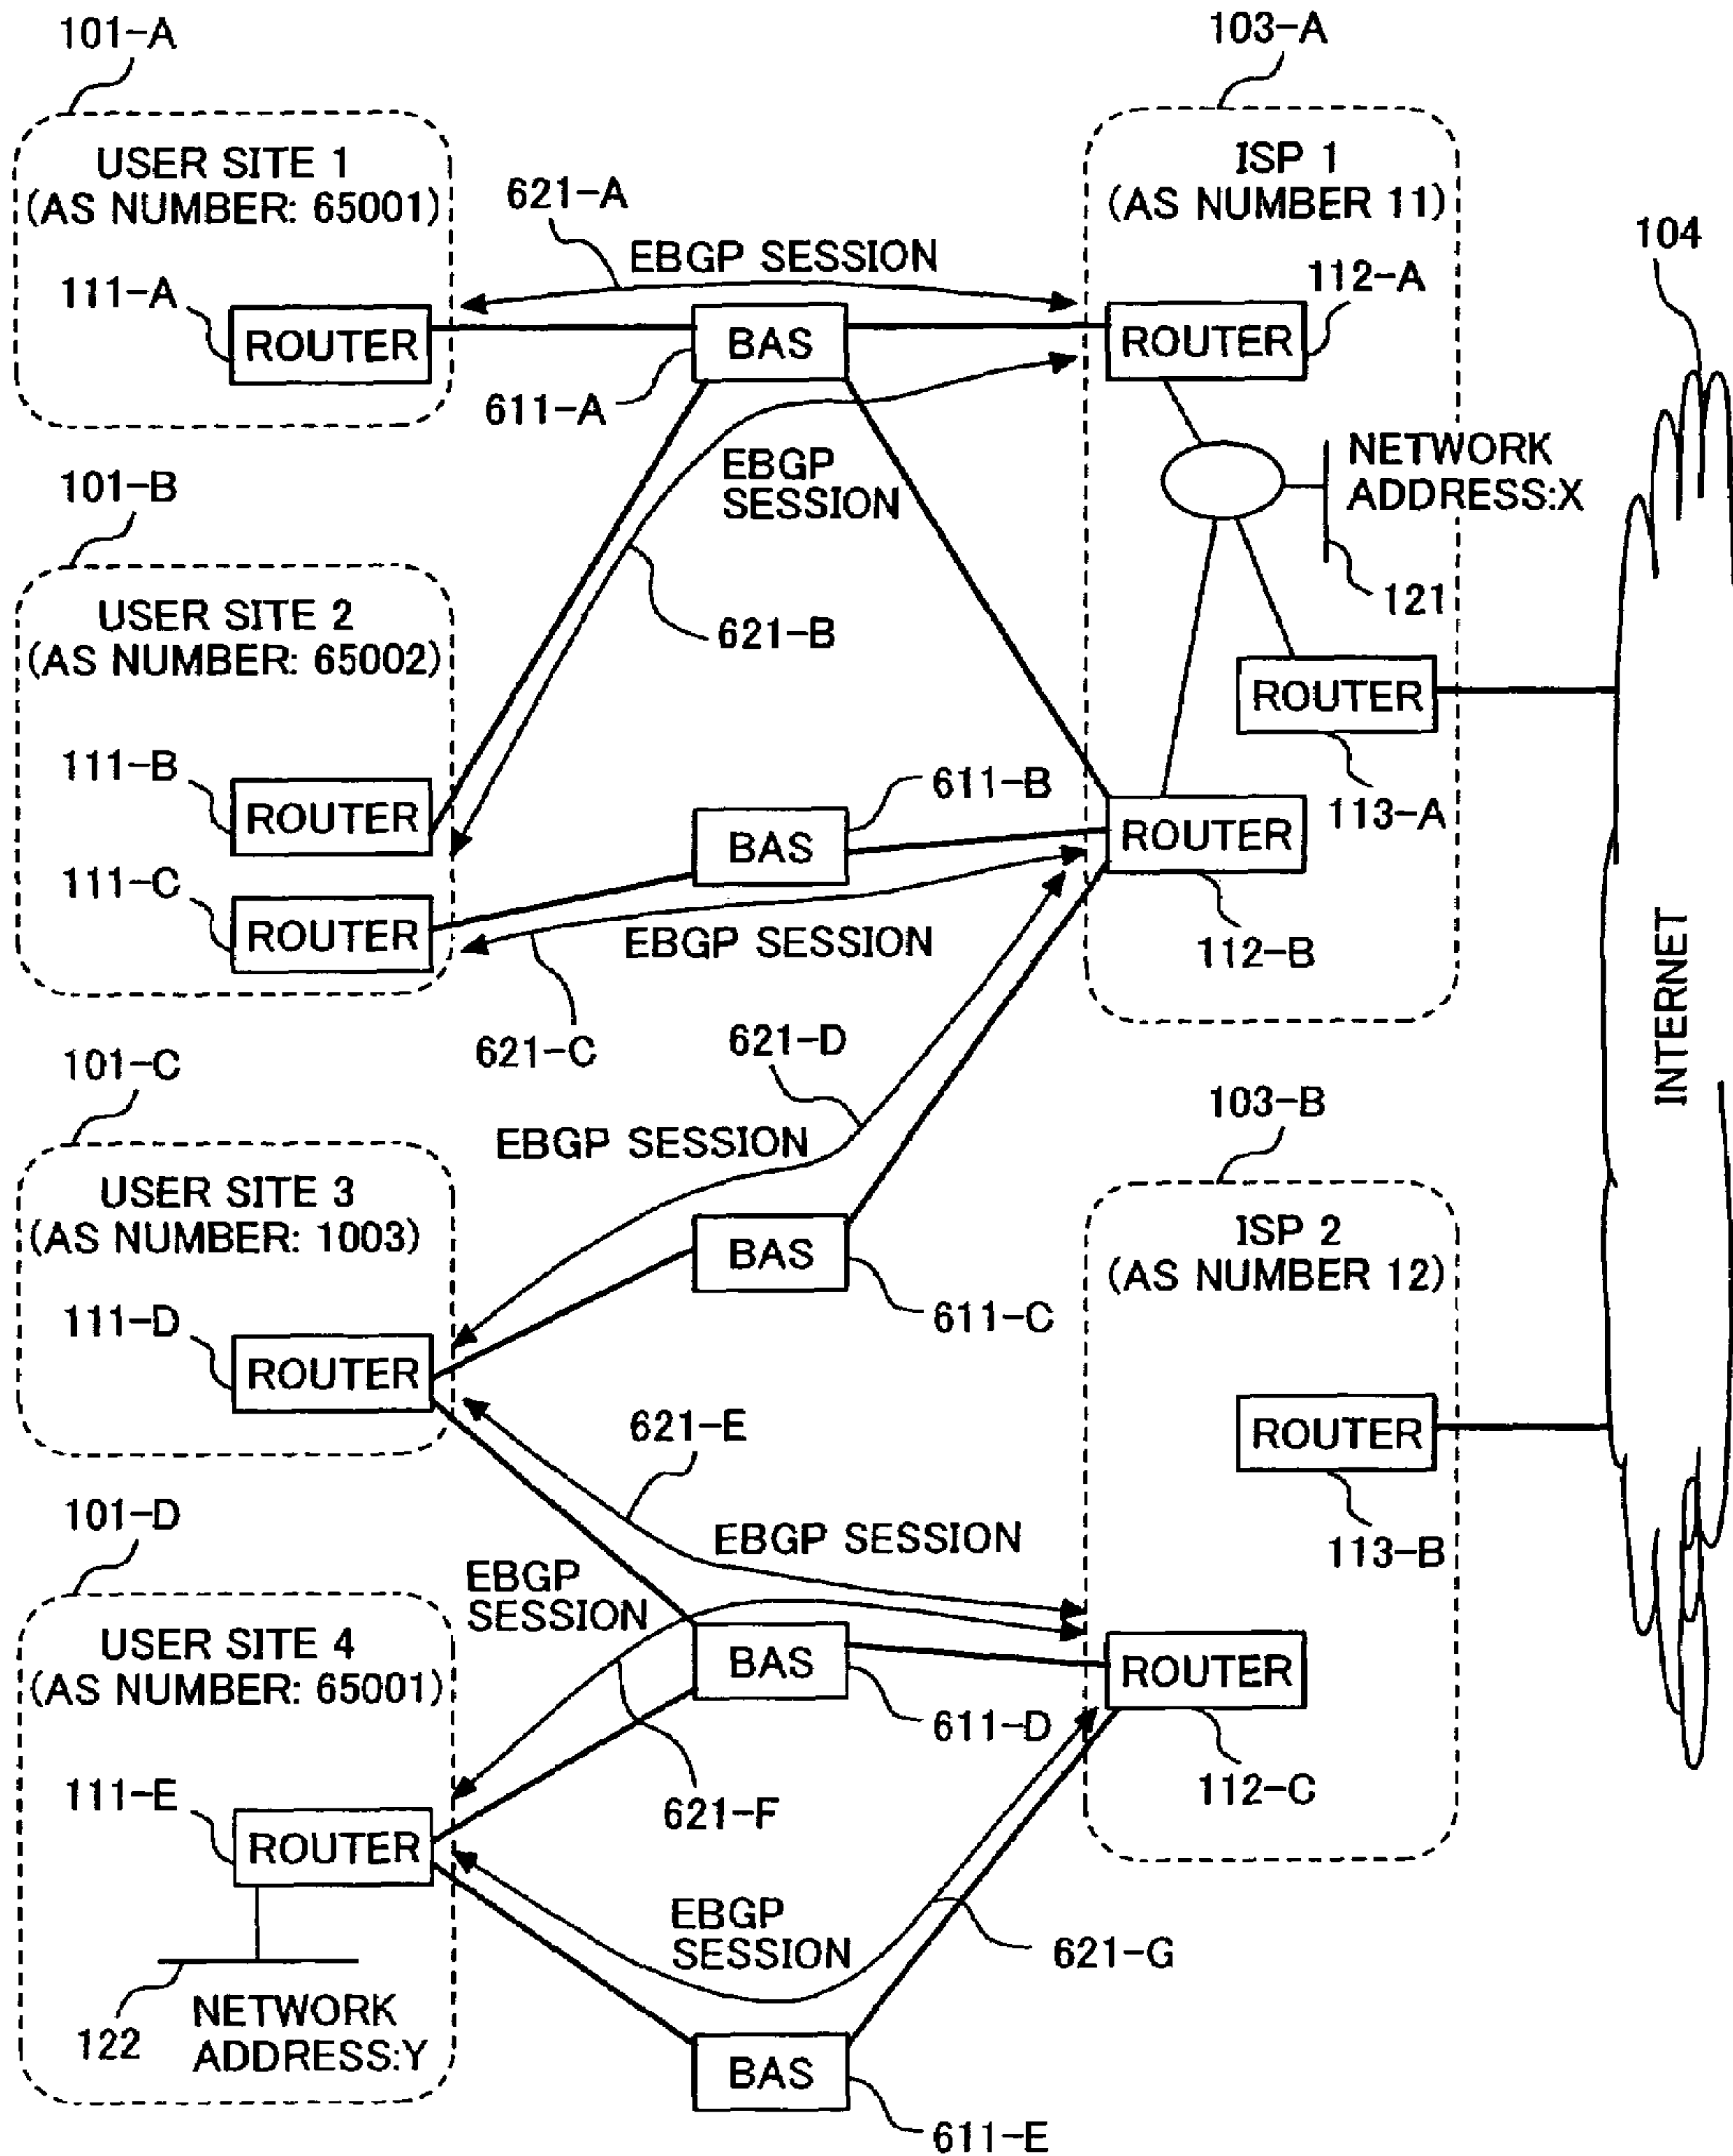 101-A
103-A
USER SITE 1
(AS NUMBER: 65001)
ISP 1
(AS NUMBER 11)
621-A
EBGP SESSION
104
111-A
ROUTER
BAS
611-A
ROUTER
112-A
EBGP
SESSION
NETWORK
ADDRESS:X
121
101-B
USER SITE 2
(AS NUMBER: 65002)
621-B
ROUTER
113-A
111-B
ROUTER
611-B
BAS
ROUTER
112-B
111-C
ROUTER
EBGP SESSION
621-C
621-D
INTERNET
101-C
103-B
EBGP SESSION
USER SITE 3
(AS NUMBER: 1003)
BAS
611-C
ISP 2
(AS NUMBER 12)
111-D
ROUTER
621-E
ROUTER
113-B
101-D
EBGP SESSION
EBGP
SESSION
USER SITE 4
(AS NUMBER: 65001)
BAS
611-D
ROUTER
112-C
111-E
ROUTER
621-F
EBGP
SESSION
621-G
122
NETWORK
ADDRESS:Y
BAS
611-E